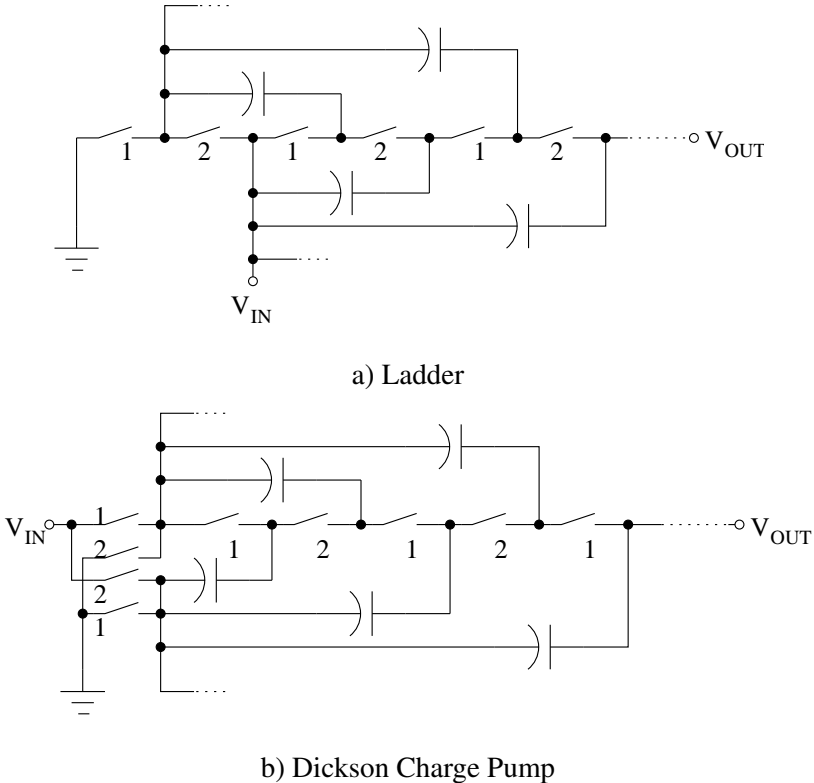 1 2 1 2 1 2 V_OUT
V_IN
a) Ladder
V_IN 1 V_OUT
2 1 2 1 2 1
2
1
b) Dickson Charge Pump